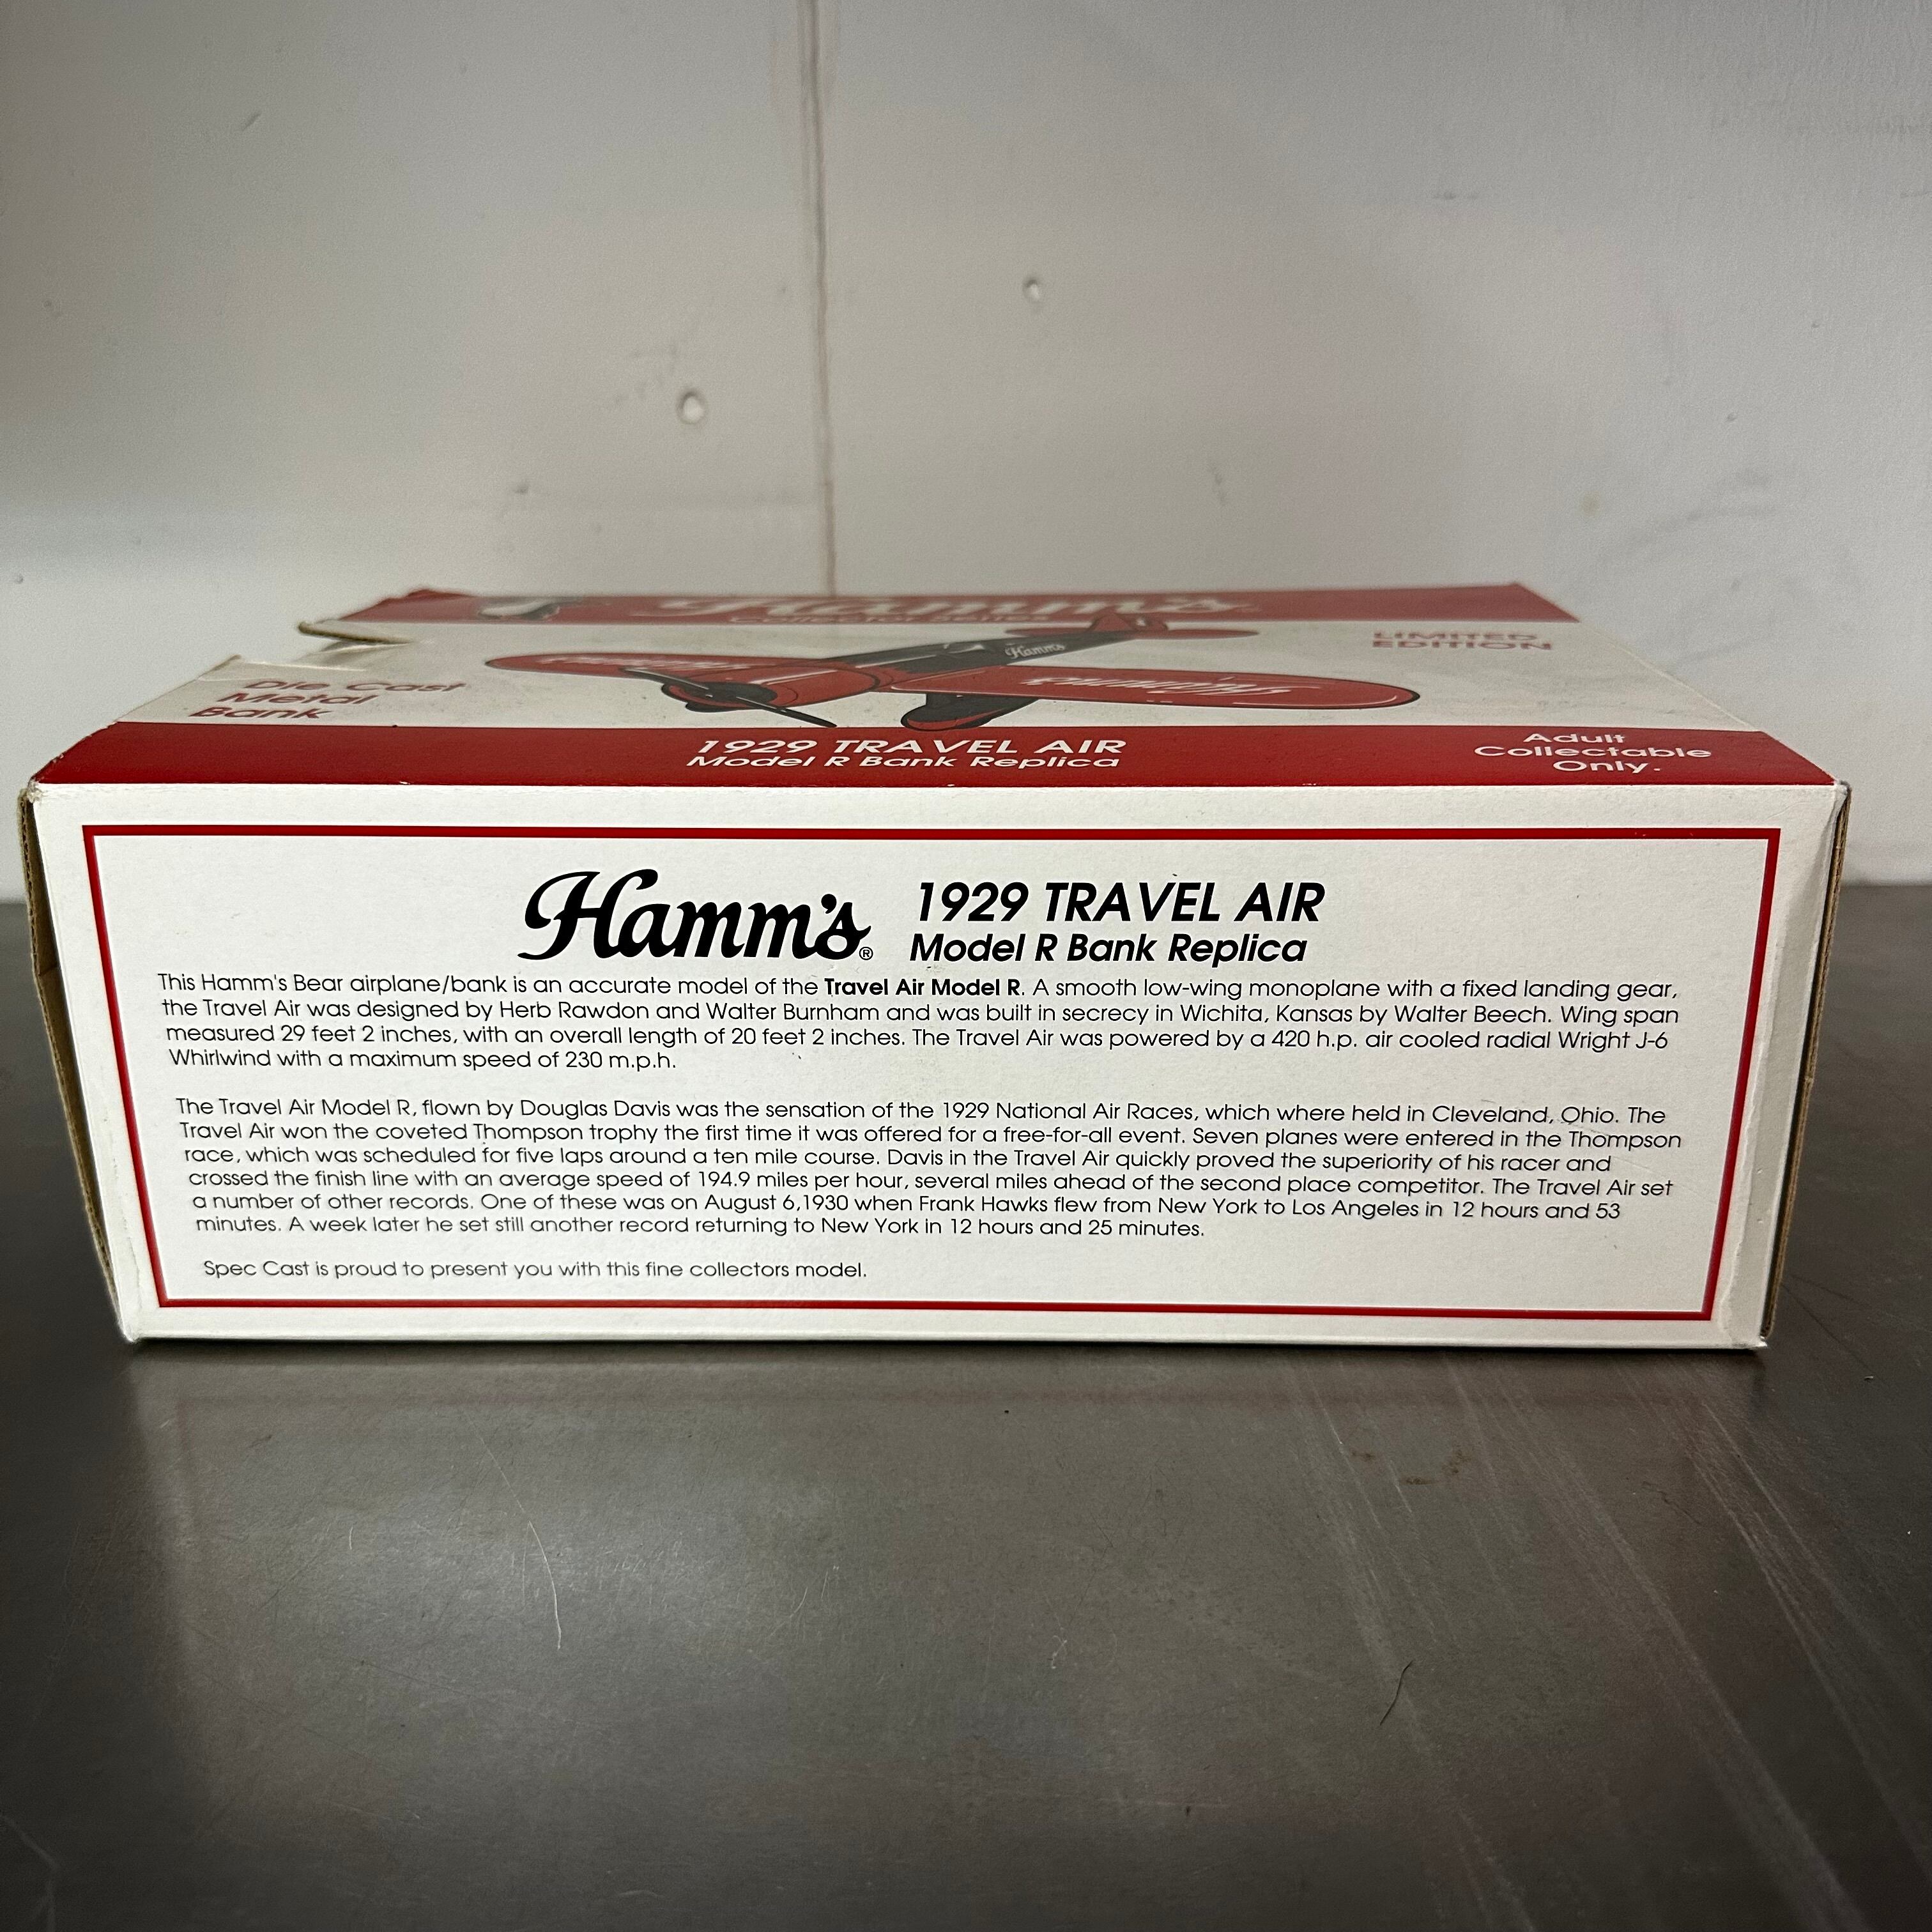 Hamm's
Collector Series
LIMITED
EDITION
Hamm's
Die Cast
Metal
Bank
Hamm's
1929 TRAVEL AIR
Model R Bank Replica
Adult
Collectable
Only.
Hamm's®
1929 TRAVEL AIR
Model R Bank Replica
This Hamm's Bear airplane/bank is an accurate model of the Travel Air Model R. A smooth low-wing monoplane with a fixed landing gear,
the Travel Air was designed by Herb Rawdon and Walter Burnham and was built in secrecy in Wichita, Kansas by Walter Beech. Wing span
measured 29 feet 2 inches, with an overall length of 20 feet 2 inches. The Travel Air was powered by a 420 h.p. air cooled radial Wright J-6
Whirlwind with a maximum speed of 230 m.p.h.
The Travel Air Model R, flown by Douglas Davis was the sensation of the 1929 National Air Races, which where held in Cleveland, Ohio. The
Travel Air won the coveted Thompson trophy the first time it was offered for a free-for-all event. Seven planes were entered in the Thompson
race, which was scheduled for five laps around a ten mile course. Davis in the Travel Air quickly proved the superiority of his racer and
crossed the finish line with an average speed of 194.9 miles per hour, several miles ahead of the second place competitor. The Travel Air set
a number of other records. One of these was on August 6,1930 when Frank Hawks flew from New York to Los Angeles in 12 hours and 53
minutes. A week later he set still another record returning to New York in 12 hours and 25 minutes.
Spec Cast is proud to present you with this fine collectors model.